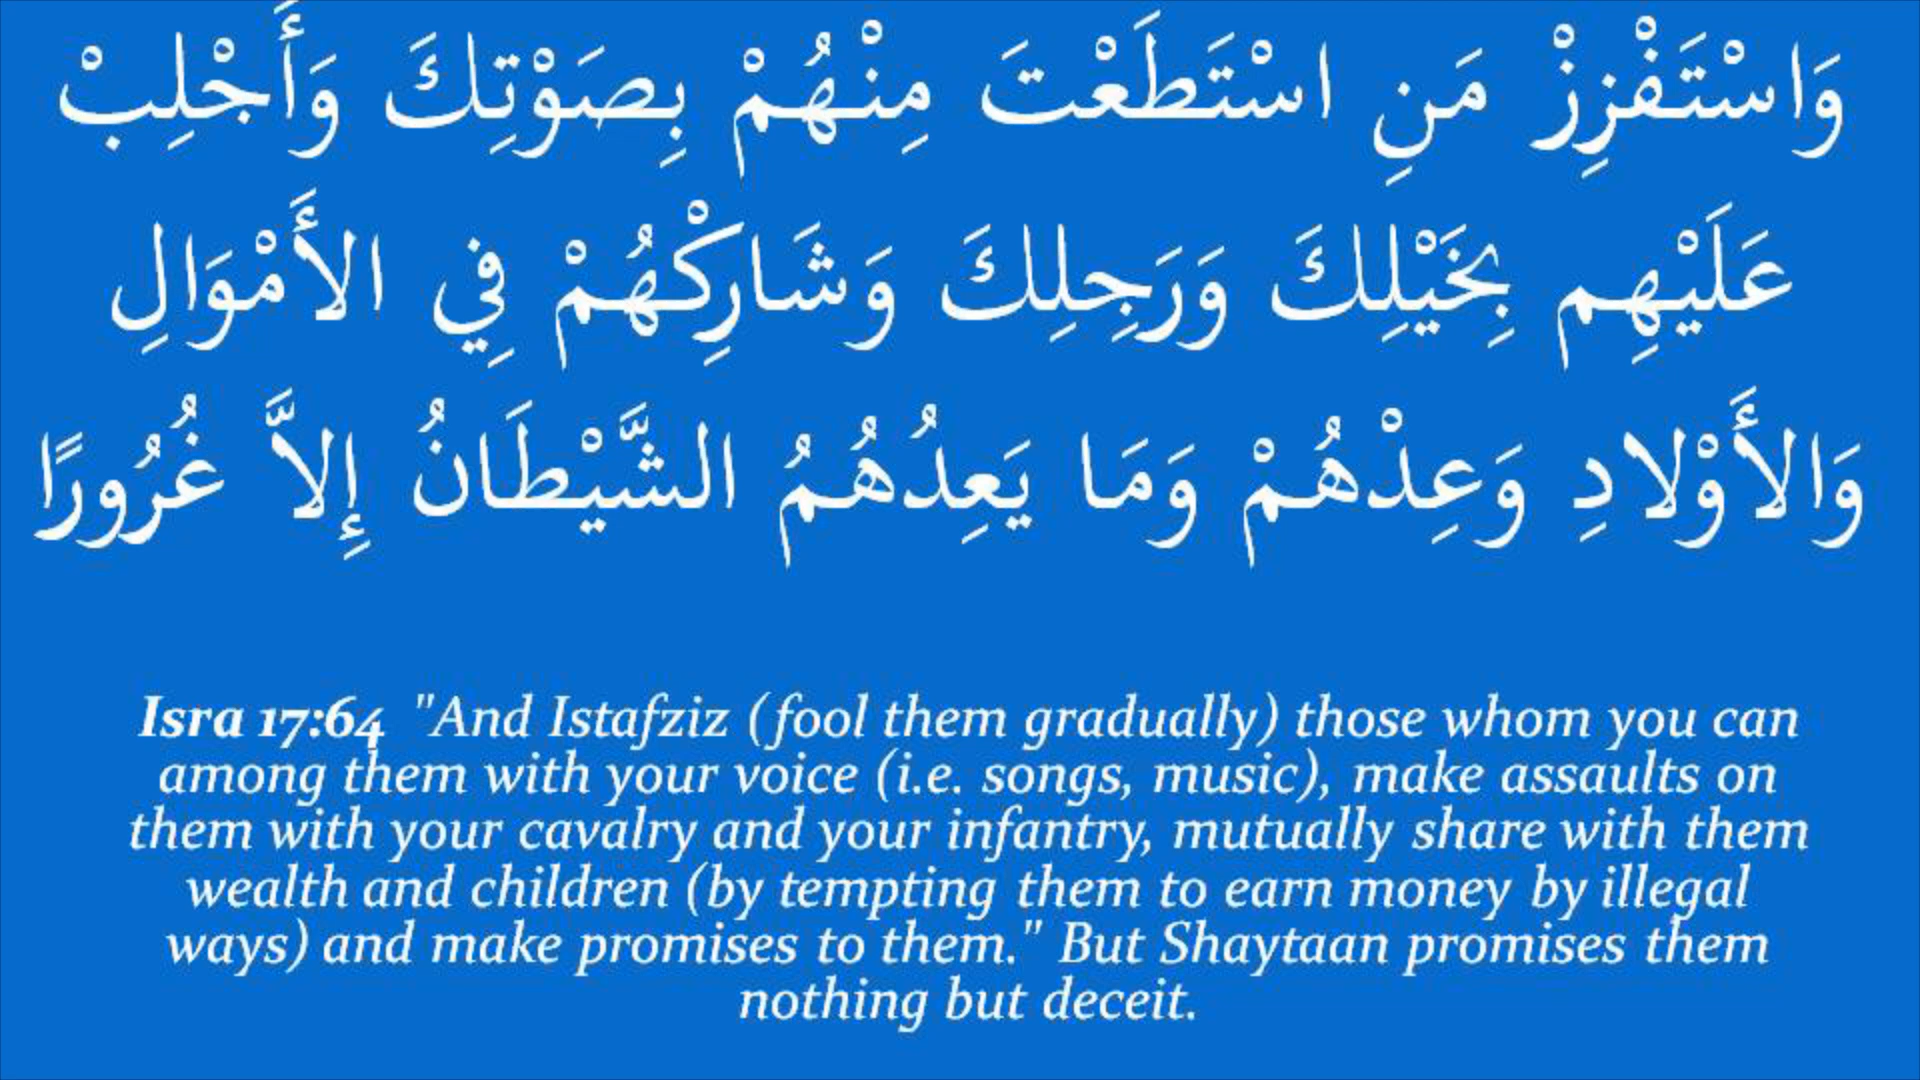 وَاسْتَفْزِزْ مَنِ اسْتَطَعْتَ مِنْهُمْ بِصَوْتِكَ وَأَجْلِبْ
عَلَيْهِم بِخَيْلِكَ وَرَجِلِكَ وَشَارِكْهُمْ فِي الأَمْوَالِ
وَالأَوْلادِ وَعِدْهُمْ وَمَا يَعِدُهُمُ الشَّيْطَانُ إِلاَّ غُرُورًا
Isra 17:64 "And Istafziz (fool them gradually) those whom you can
among them with your voice (i.e. songs, music), make assaults on
them with your cavalry and your infantry, mutually share with them
wealth and children (by tempting them to earn money by illegal
ways) and make promises to them." But Shaytaan promises them
nothing but deceit.